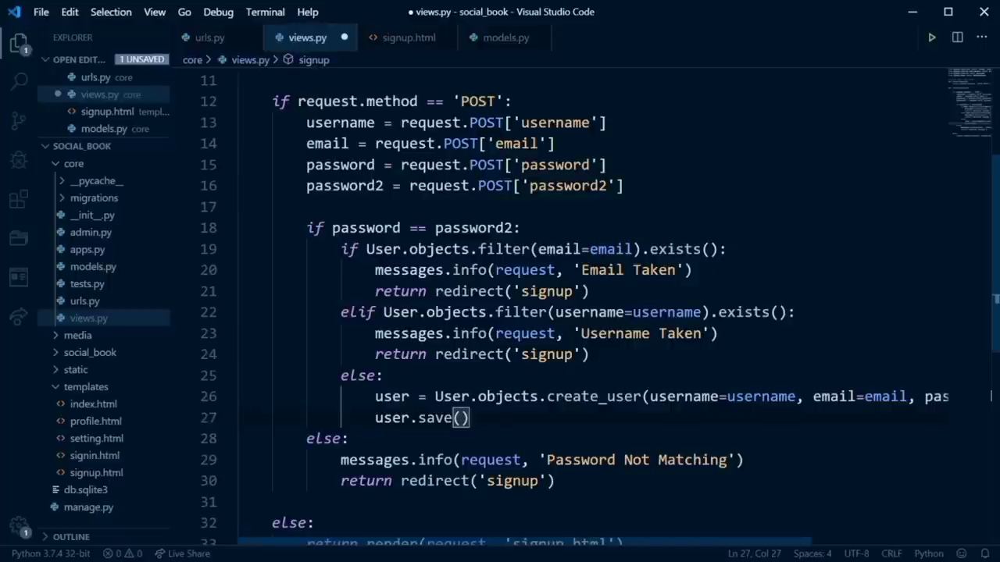 File Edit Selection View Go Debug Terminal Help ● views.py - social_book - Visual Studio Code
EXPLORER
urls.py views.py signup.html models.py
OPEN EDIT... 1 UNSAVED
core > views.py > signup
urls.py core
views.py core
signup.html templ...
models.py core
SOCIAL_BOOK
core
__pycache__
migrations
__init__.py
admin.py
apps.py
models.py
tests.py
urls.py
views.py
media
social_book
static
templates
index.html
profile.html
setting.html
signin.html
signup.html
db.sqlite3
manage.py
OUTLINE
11
12 if request.method == 'POST':
13 username = request.POST['username']
14 email = request.POST['email']
15 password = request.POST['password']
16 password2 = request.POST['password2']
17
18 if password == password2:
19 if User.objects.filter(email=email).exists():
20 messages.info(request, 'Email Taken')
21 return redirect('signup')
22 elif User.objects.filter(username=username).exists():
23 messages.info(request, 'Username Taken')
24 return redirect('signup')
25 else:
26 user = User.objects.create_user(username=username, email=email, pas
27 user.save()
28 else:
29 messages.info(request, 'Password Not Matching')
30 return redirect('signup')
31
32 else:
33 return render(request, 'signup.html')
1
1
Python 3.7.4 32-bit 0 0 Live Share Ln 27, Col 27 Spaces: 4 UTF-8 CRLF Python